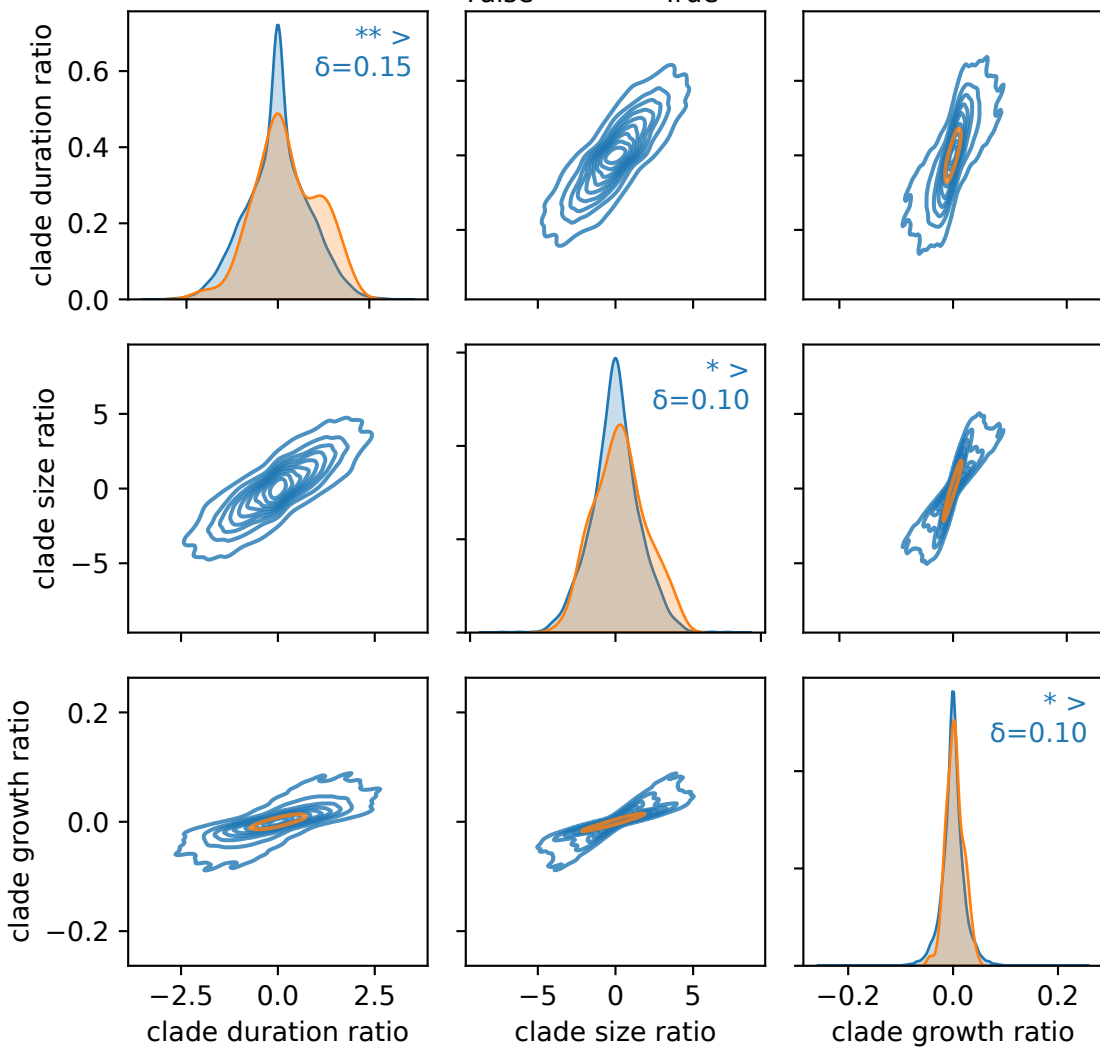 clade duration ratio
0.6
0.4
0.2
0.0
** >
δ=0.15
clade size ratio
5
0
−5
* >
δ=0.10
clade growth ratio
0.2
0.0
−0.2
* >
δ=0.10
−2.5 0.0 2.5
−5 0 5
−0.2 0.0 0.2
clade duration ratio
clade size ratio
clade growth ratio